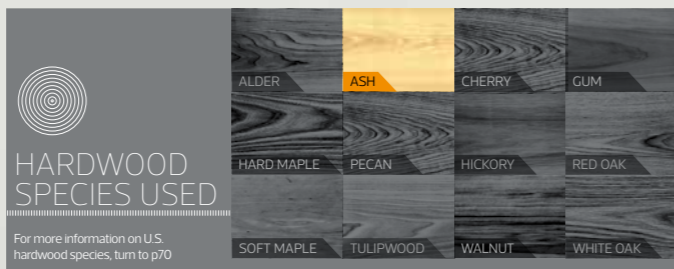 HARDWOOD
SPECIES USED
For more information on U.S.
hardwood species, turn to p70
ALDER
ASH
CHERRY
GUM
HARD MAPLE
PECAN
HICKORY
RED OAK
SOFT MAPLE
TULIPWOOD
WALNUT
WHITE OAK